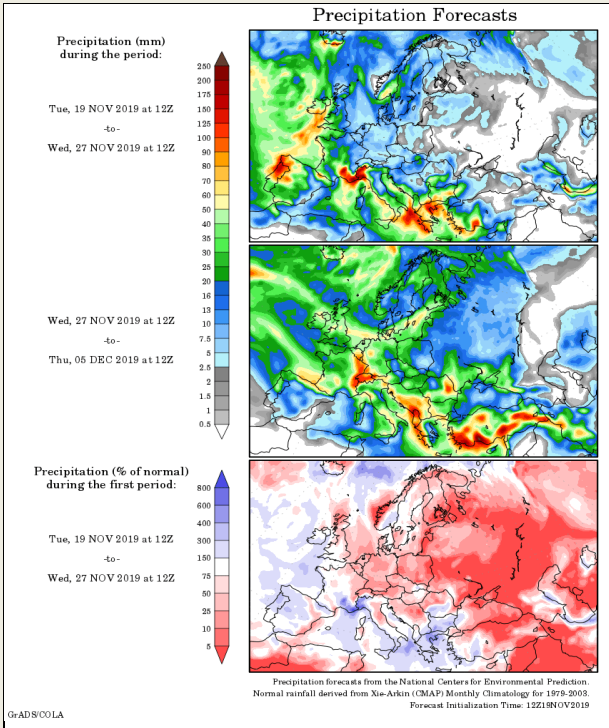 Precipitation Forecasts
Precipitation (mm)
during the period:
Tue, 19 NOV 2019 at 12Z
-to-
Wed, 27 NOV 2019 at 12Z
250
200
175
150
125
100
90
80
70
60
50
45
40
35
30
25
20
16
13
10
7.5
5
2.5
2
1.5
1
0.5
Wed, 27 NOV 2019 at 12Z
-to-
Thu, 05 DEC 2019 at 12Z
Precipitation (% of normal)
during the first period:
Tue, 19 NOV 2019 at 12Z
-to-
Wed, 27 NOV 2019 at 12Z
800
600
400
300
150
75
50
25
10
5
Precipitation forecasts from the National Centers for Environmental Prediction.
Normal rainfall derived from Xie-Arkin (CMAP) Monthly Climatology for 1979-2003.
Forecast Initialization Time: 12Z19NOV2019
GrADS/COLA